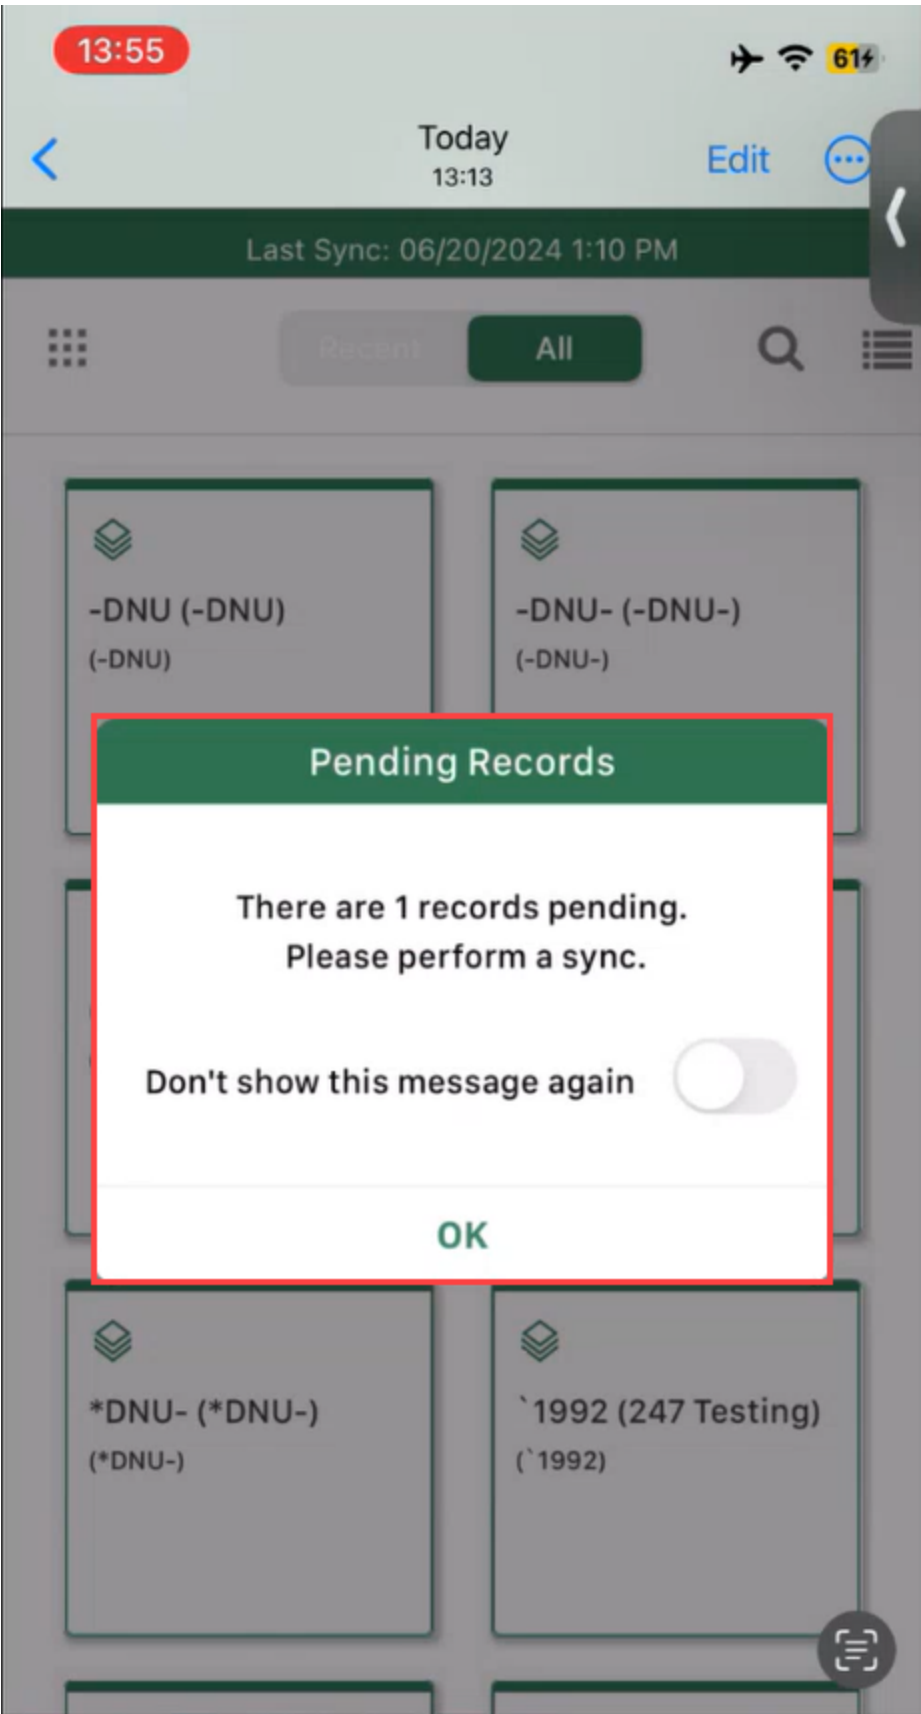 13:55
61
Today
13:13
Edit
Last Sync: 06/20/2024 1:10 PM
Recent
All
-DNU (-DNU)
(-DNU)
-DNU- (-DNU-)
(-DNU-)
Pending Records
There are 1 records pending.
Please perform a sync.
Don't show this message again
OK
*DNU- (*DNU-)
(*DNU-)
`1992 (247 Testing)
(`1992)